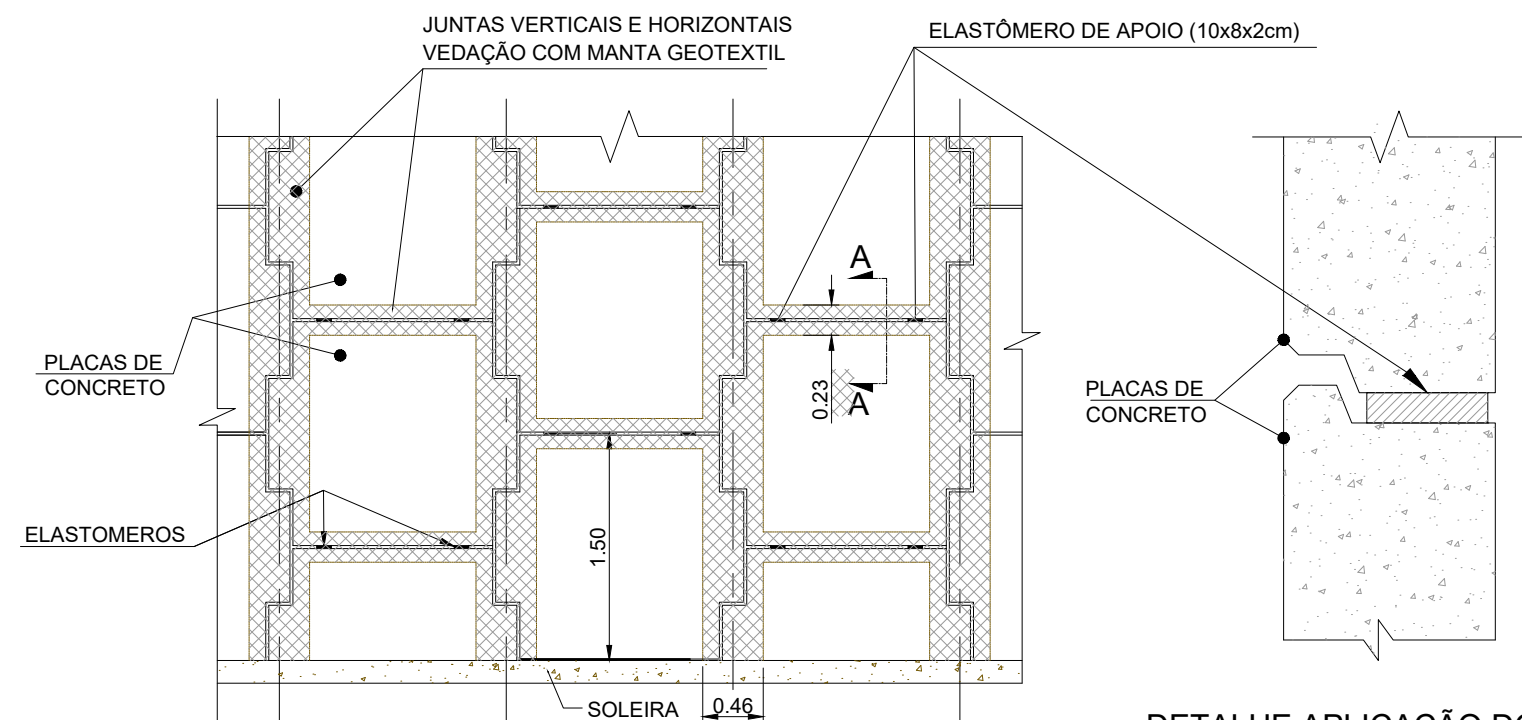 JUNTAS VERTICAIS E HORIZONTAIS
VEDAÇÃO COM MANTA GEOTEXTIL
ELASTÔMERO DE APOIO (10x8x2cm)
A
PLACAS DE
CONCRETO
0.23
A
PLACAS DE
CONCRETO
ELASTOMEROS
1.50
SOLEIRA
0.46
DETALHE APLICAÇÃO